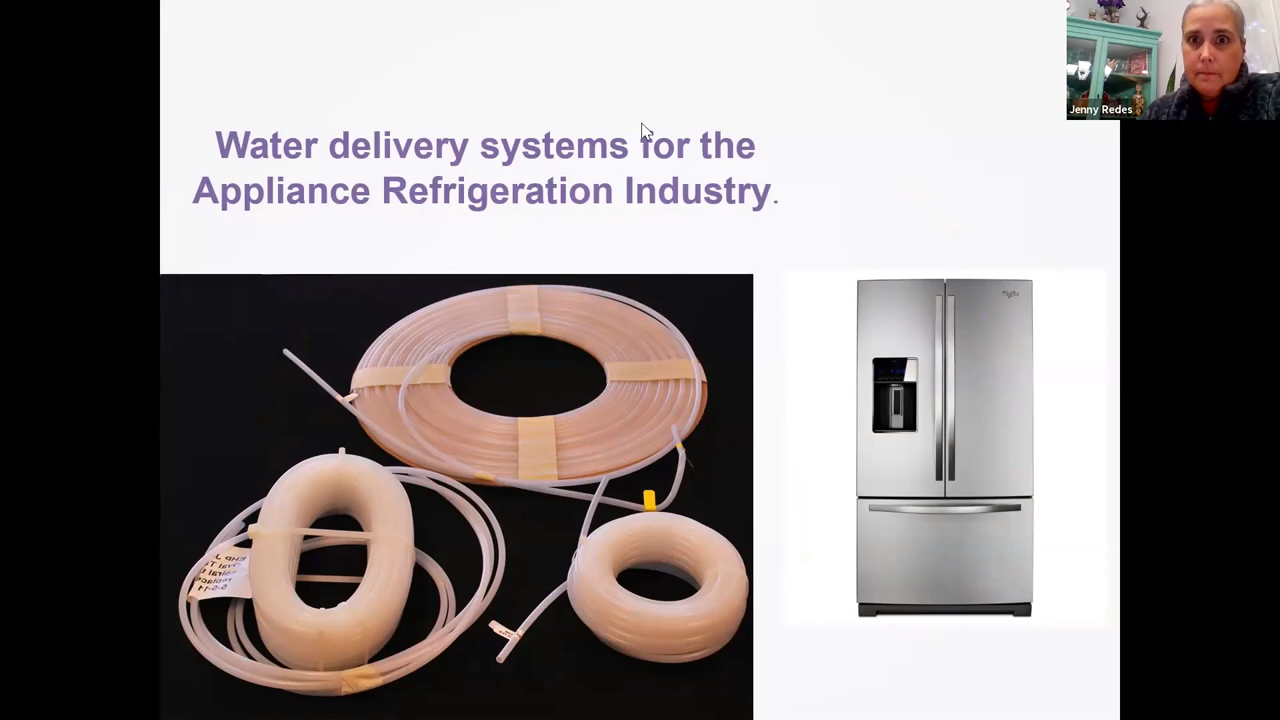 Water delivery systems for the
Appliance Refrigeration Industry.
Jenny Redes